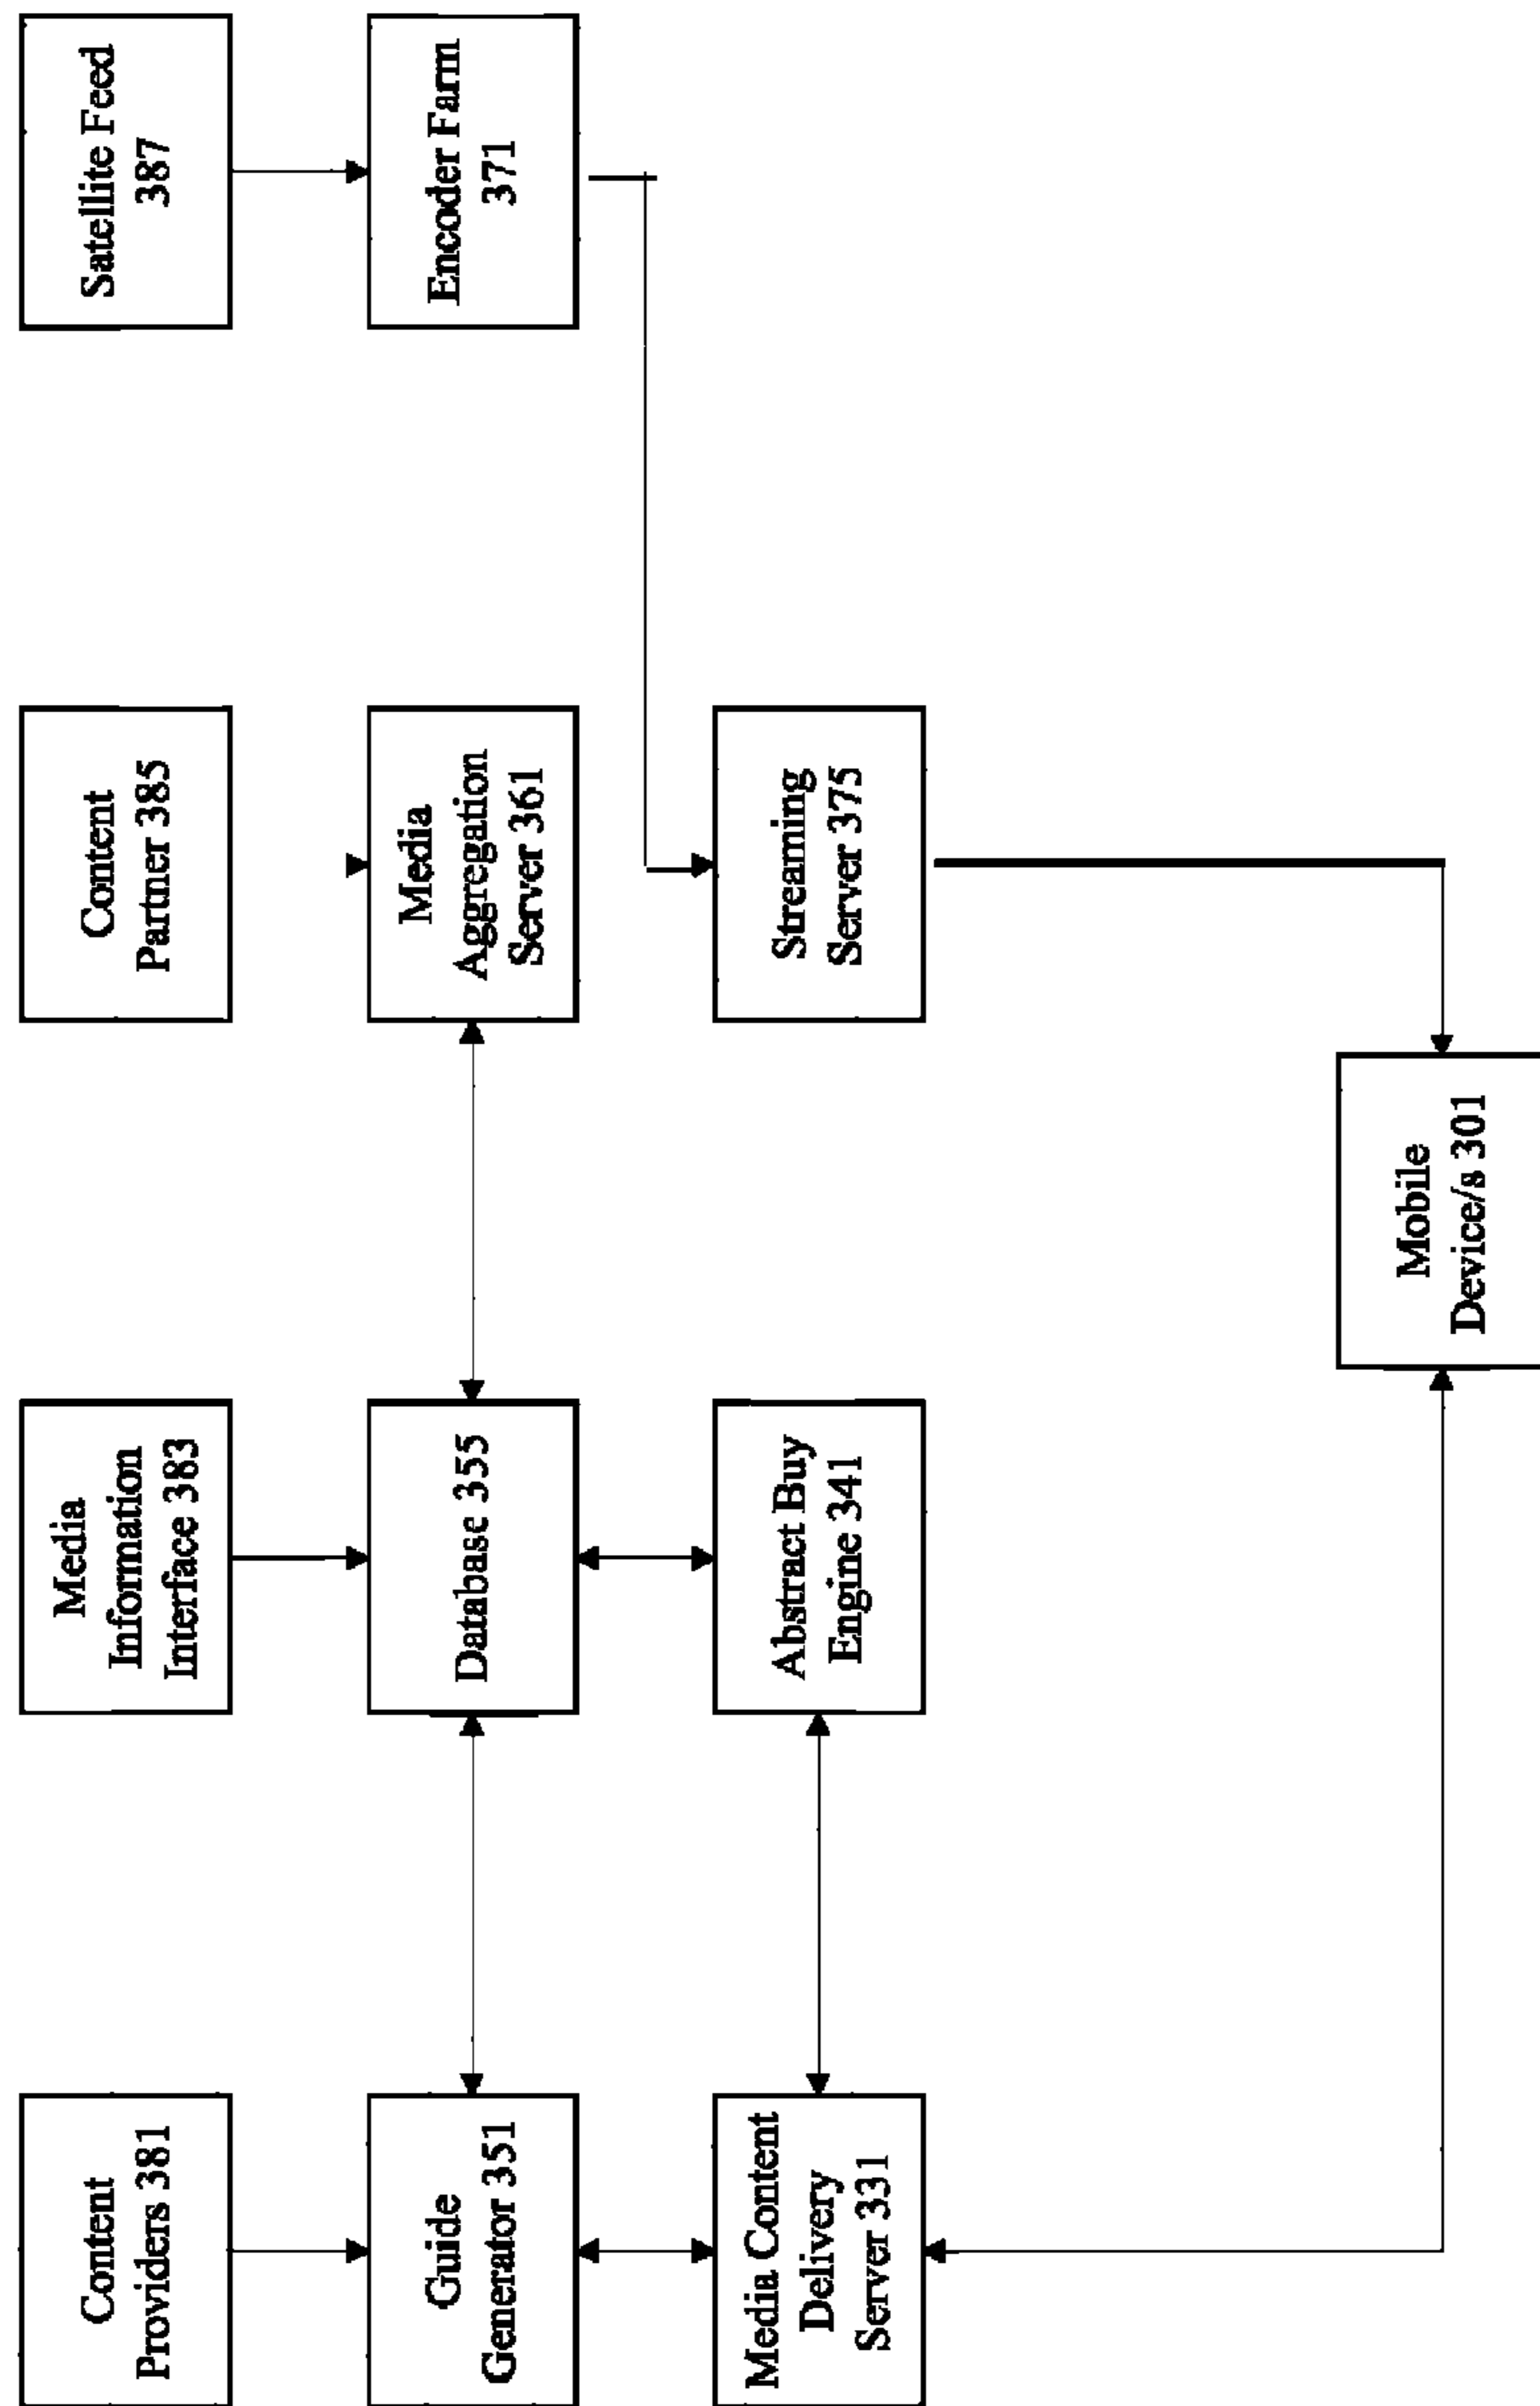 Content
Providers 381
Media
Information
Interface 383
Content
Partner 385
Satellite Feed
387
Guide
Generator 351
Database 355
Media
Aggregation
Server 361
Encoder Farm
371
Media Content
Delivery
Server 331
Abstract Buy
Engine 341
Streaming
Server 375
Mobile
Device/s 301